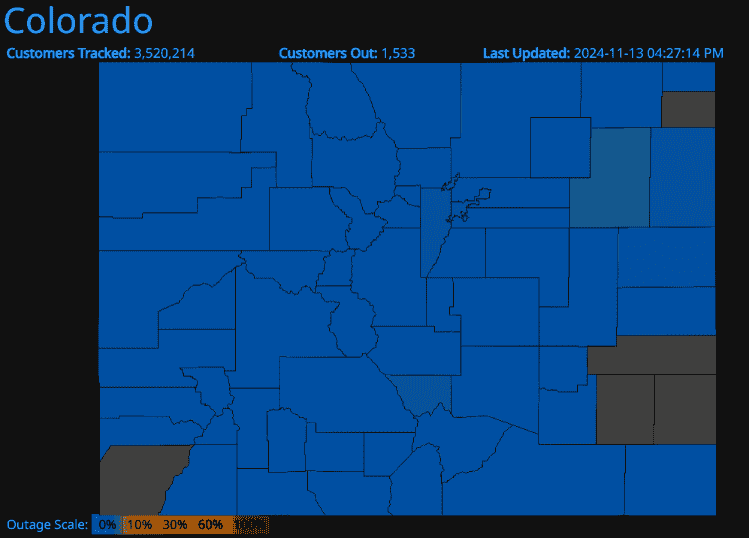 Colorado
Customers Tracked: 3,520,214 Customers Out: 1,533 Last Updated: 2024-11-13 04:27:14 PM
Outage Scale: 0% 10% 30% 60% 100%